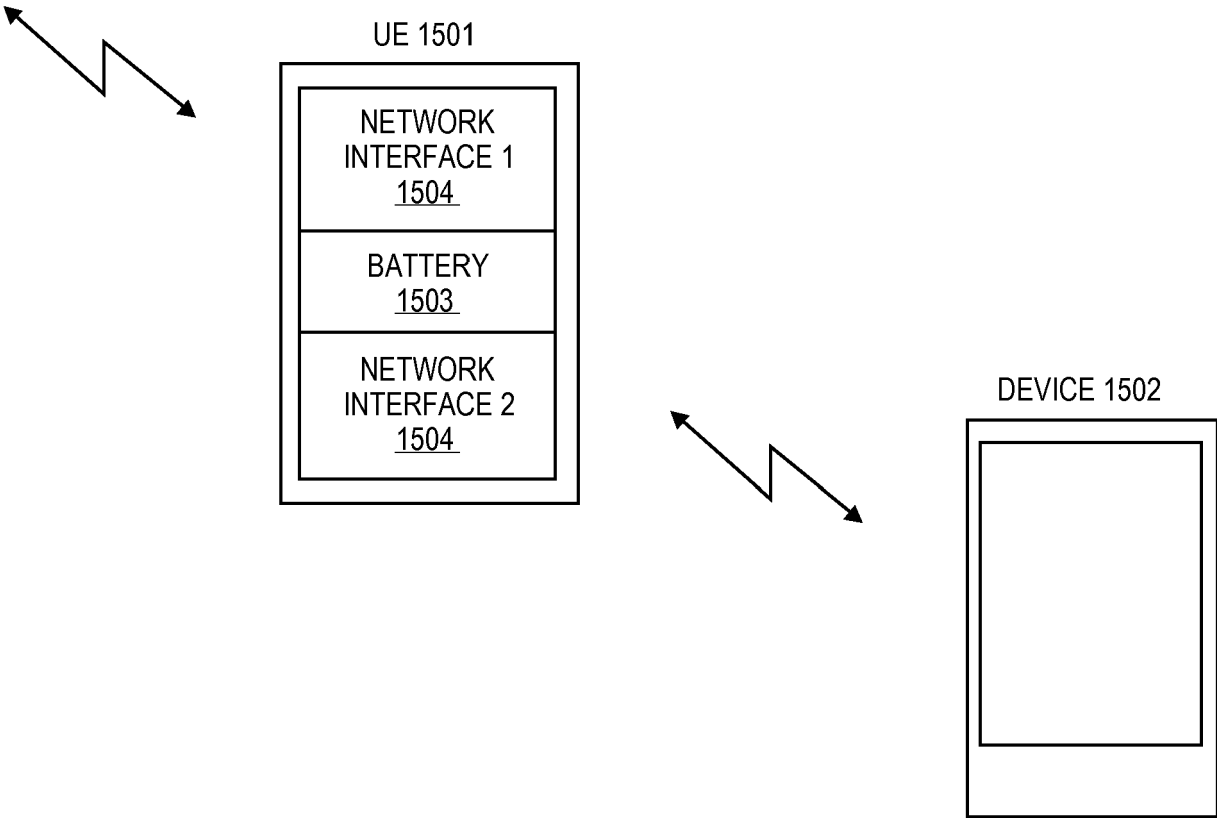 UE 1501
NETWORK
INTERFACE 1
1504
BATTERY
1503
NETWORK
INTERFACE 2
1504
DEVICE 1502